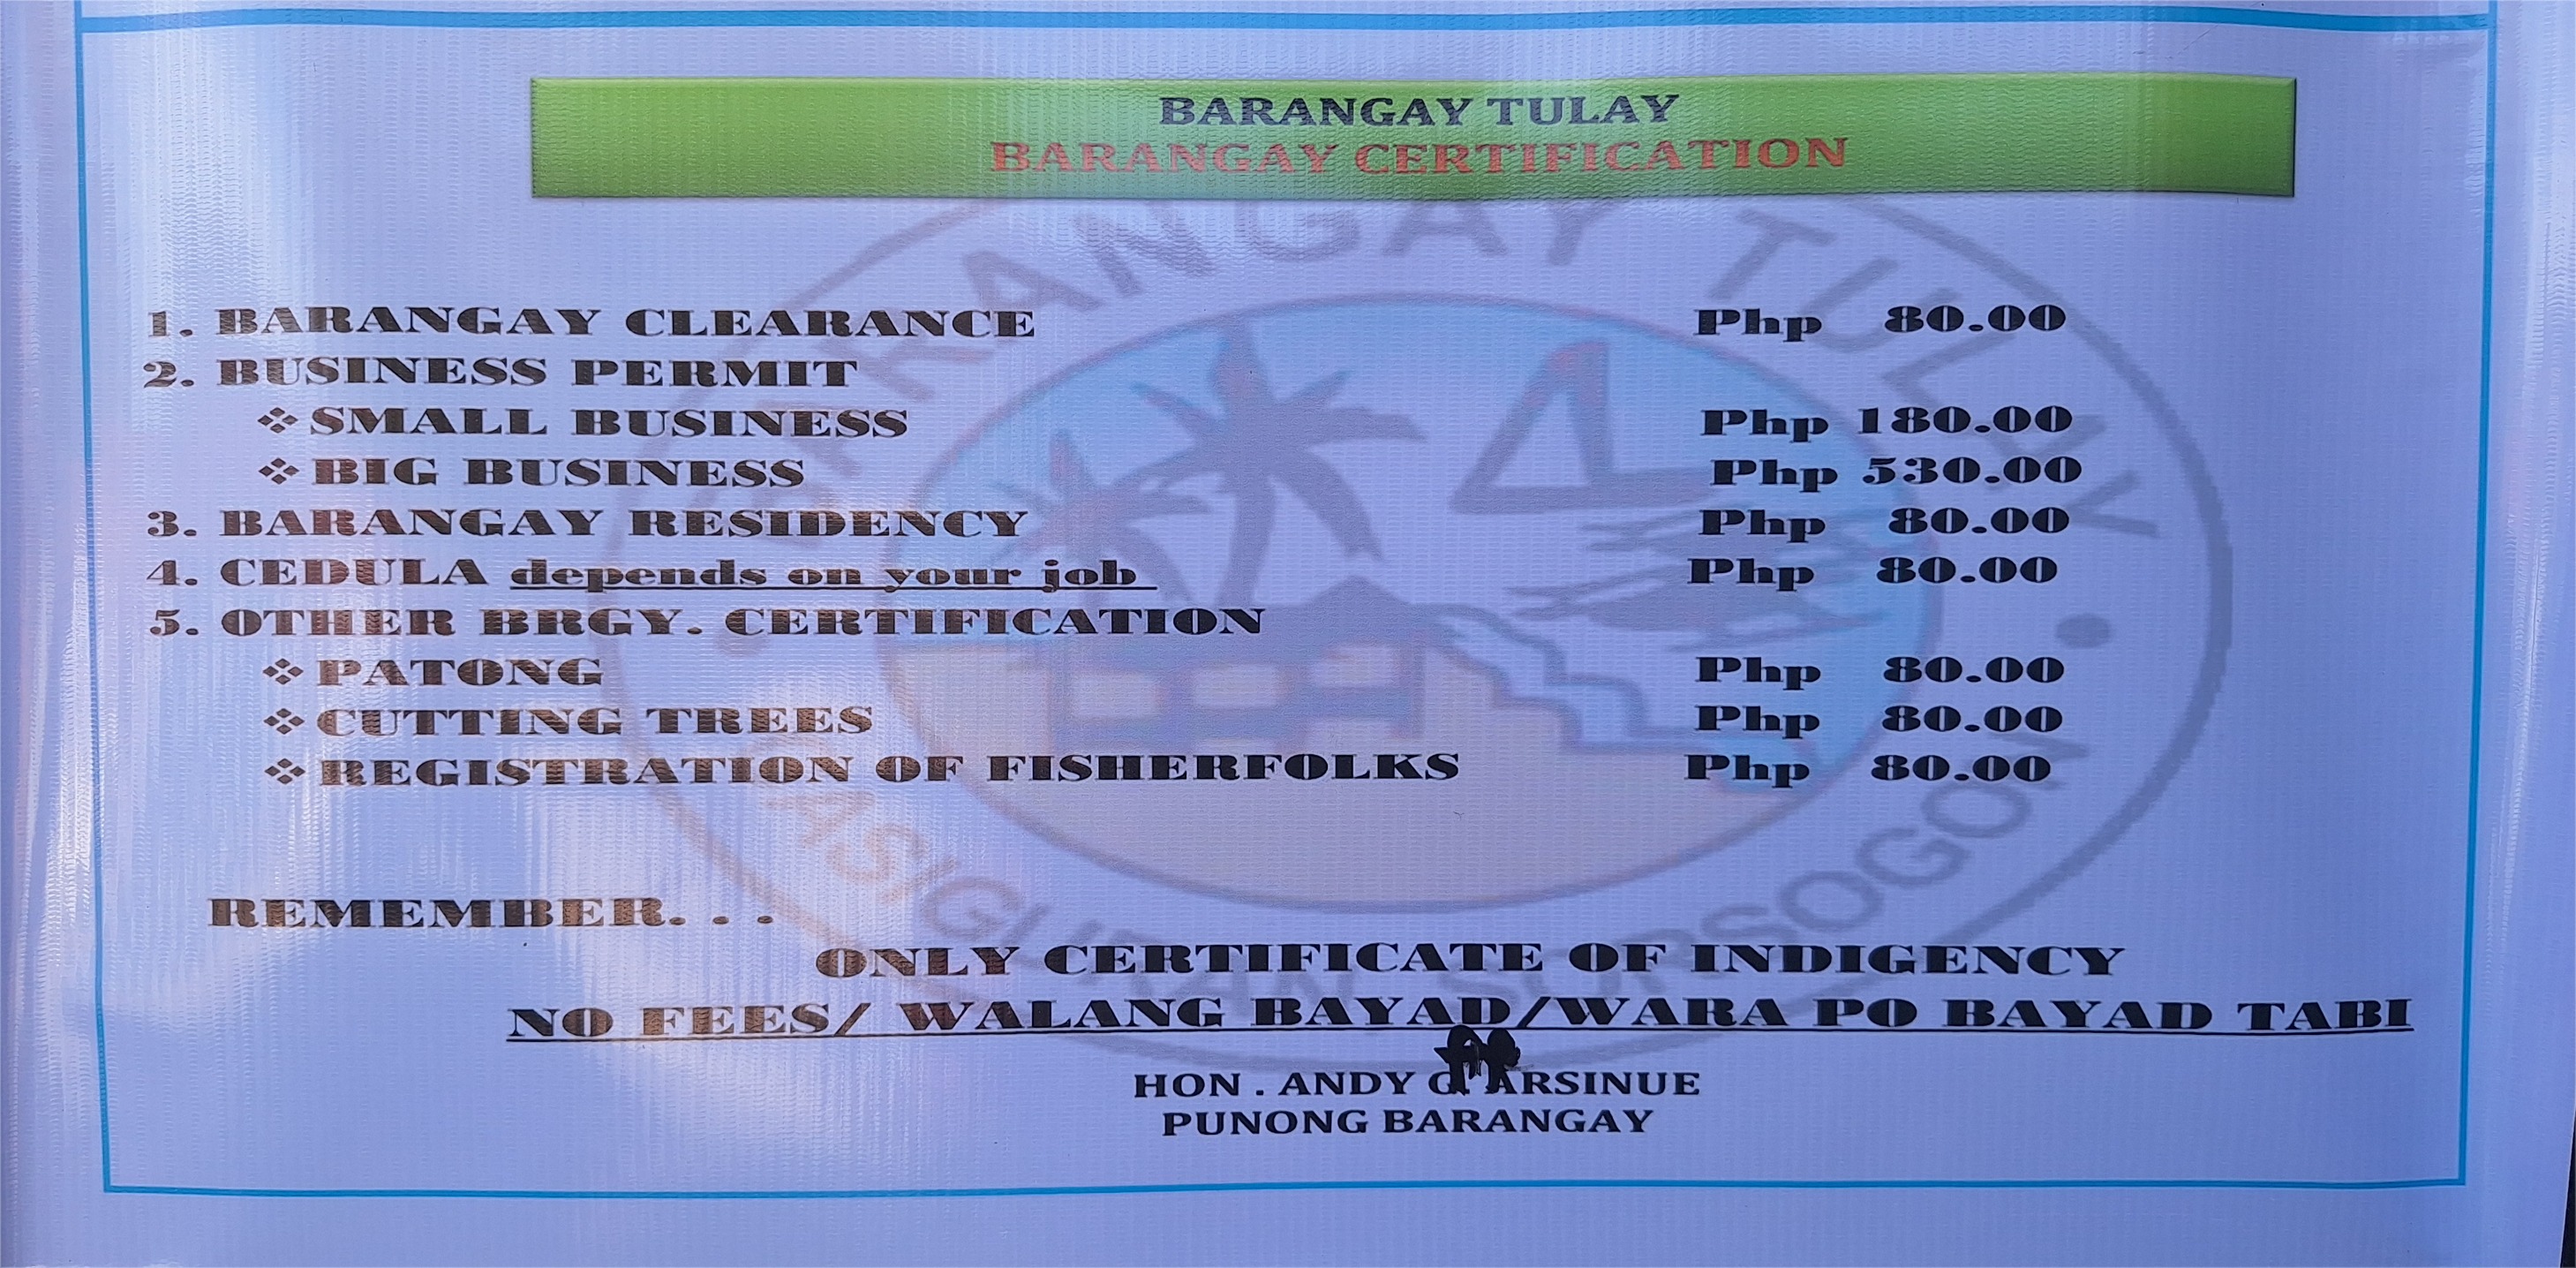 BARANGAY TULAY
BARANGAY CERTIFICATION
1. BARANGAY CLEARANCE Php 80.00
2. BUSINESS PERMIT
❖ SMALL BUSINESS Php 180.00
❖ BIG BUSINESS Php 530.00
3. BARANGAY RESIDENCY Php 80.00
4. CEDULA depends on your job Php 80.00
5. OTHER BRGY. CERTIFICATION
❖ PATONG Php 80.00
❖ CUTTING TREES Php 80.00
❖ REGISTRATION OF FISHERFOLKS Php 80.00
REMEMBER. . .
ONLY CERTIFICATE OF INDIGENCY
NO FEES/ WALANG BAYAD/WARA PO BAYAD TABI
HON . ANDY G. ARSINUE
PUNONG BARANGAY
BARANGAY TULAY
CASIGURAN SORSOGON